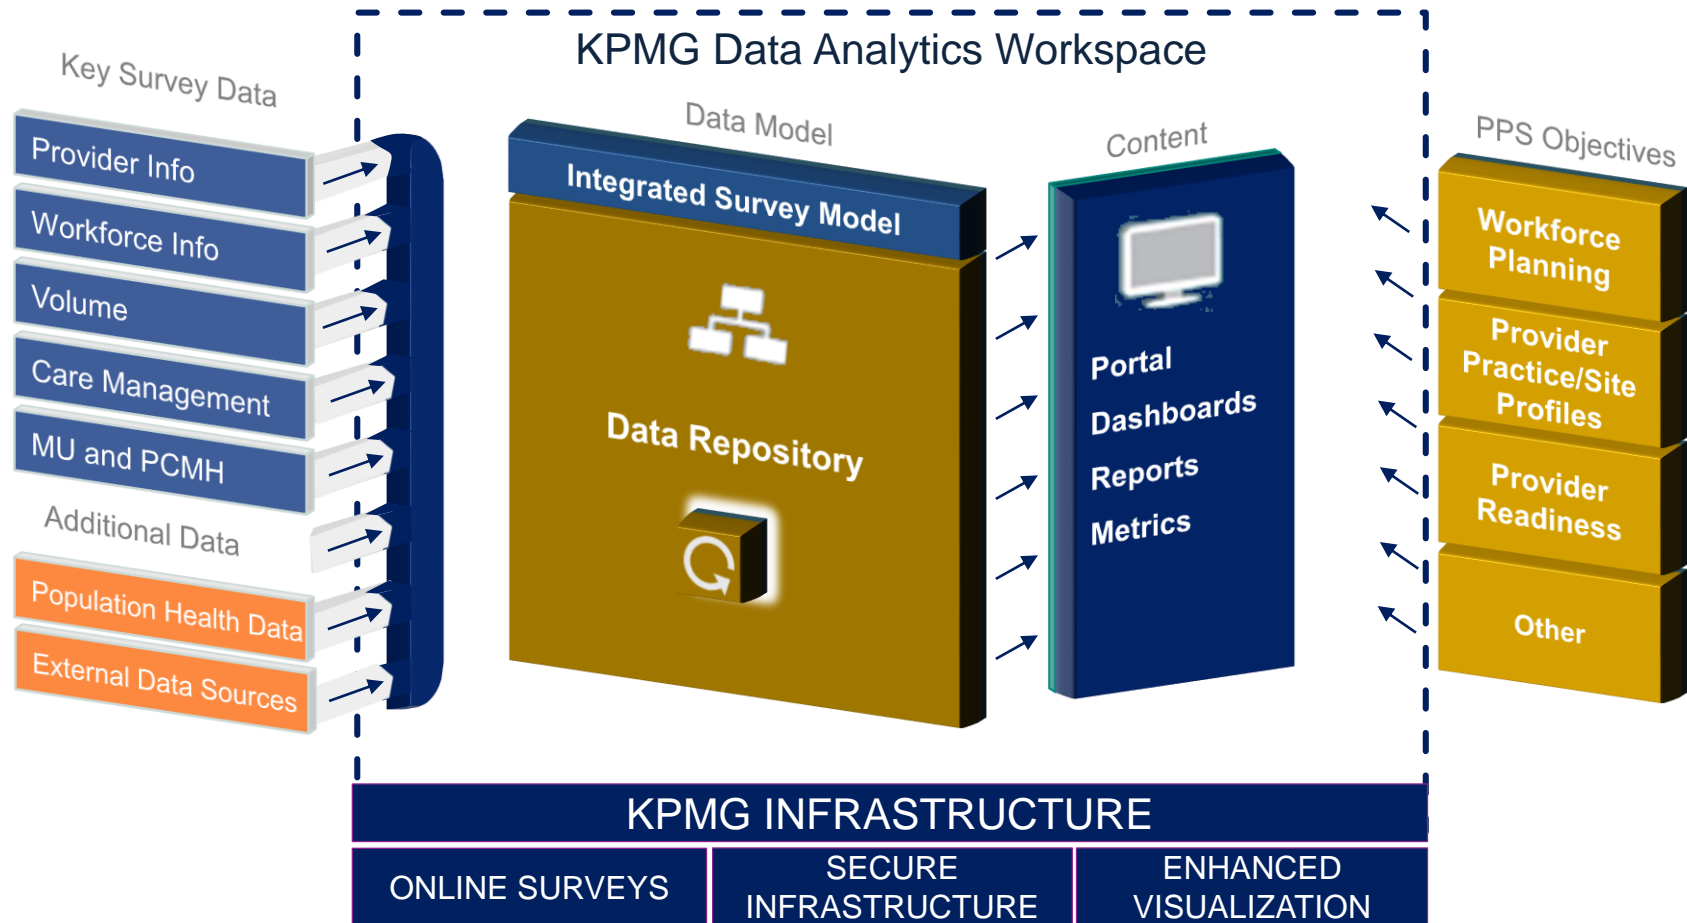 KPMG Data Analytics Workspace
Key Survey Data
Provider Info
Workforce Info
Volume
Care Management
MU and PCMH
Additional Data
Population Health Data
External Data Sources
Data Model
Integrated Survey Model
Data Repository
Content
Portal
Dashboards
Reports
Metrics
PPS Objectives
Workforce
Planning
Provider
Practice/Site
Profiles
Provider
Readiness
Other
KPMG INFRASTRUCTURE
ONLINE SURVEYS
SECURE
INFRASTRUCTURE
ENHANCED
VISUALIZATION